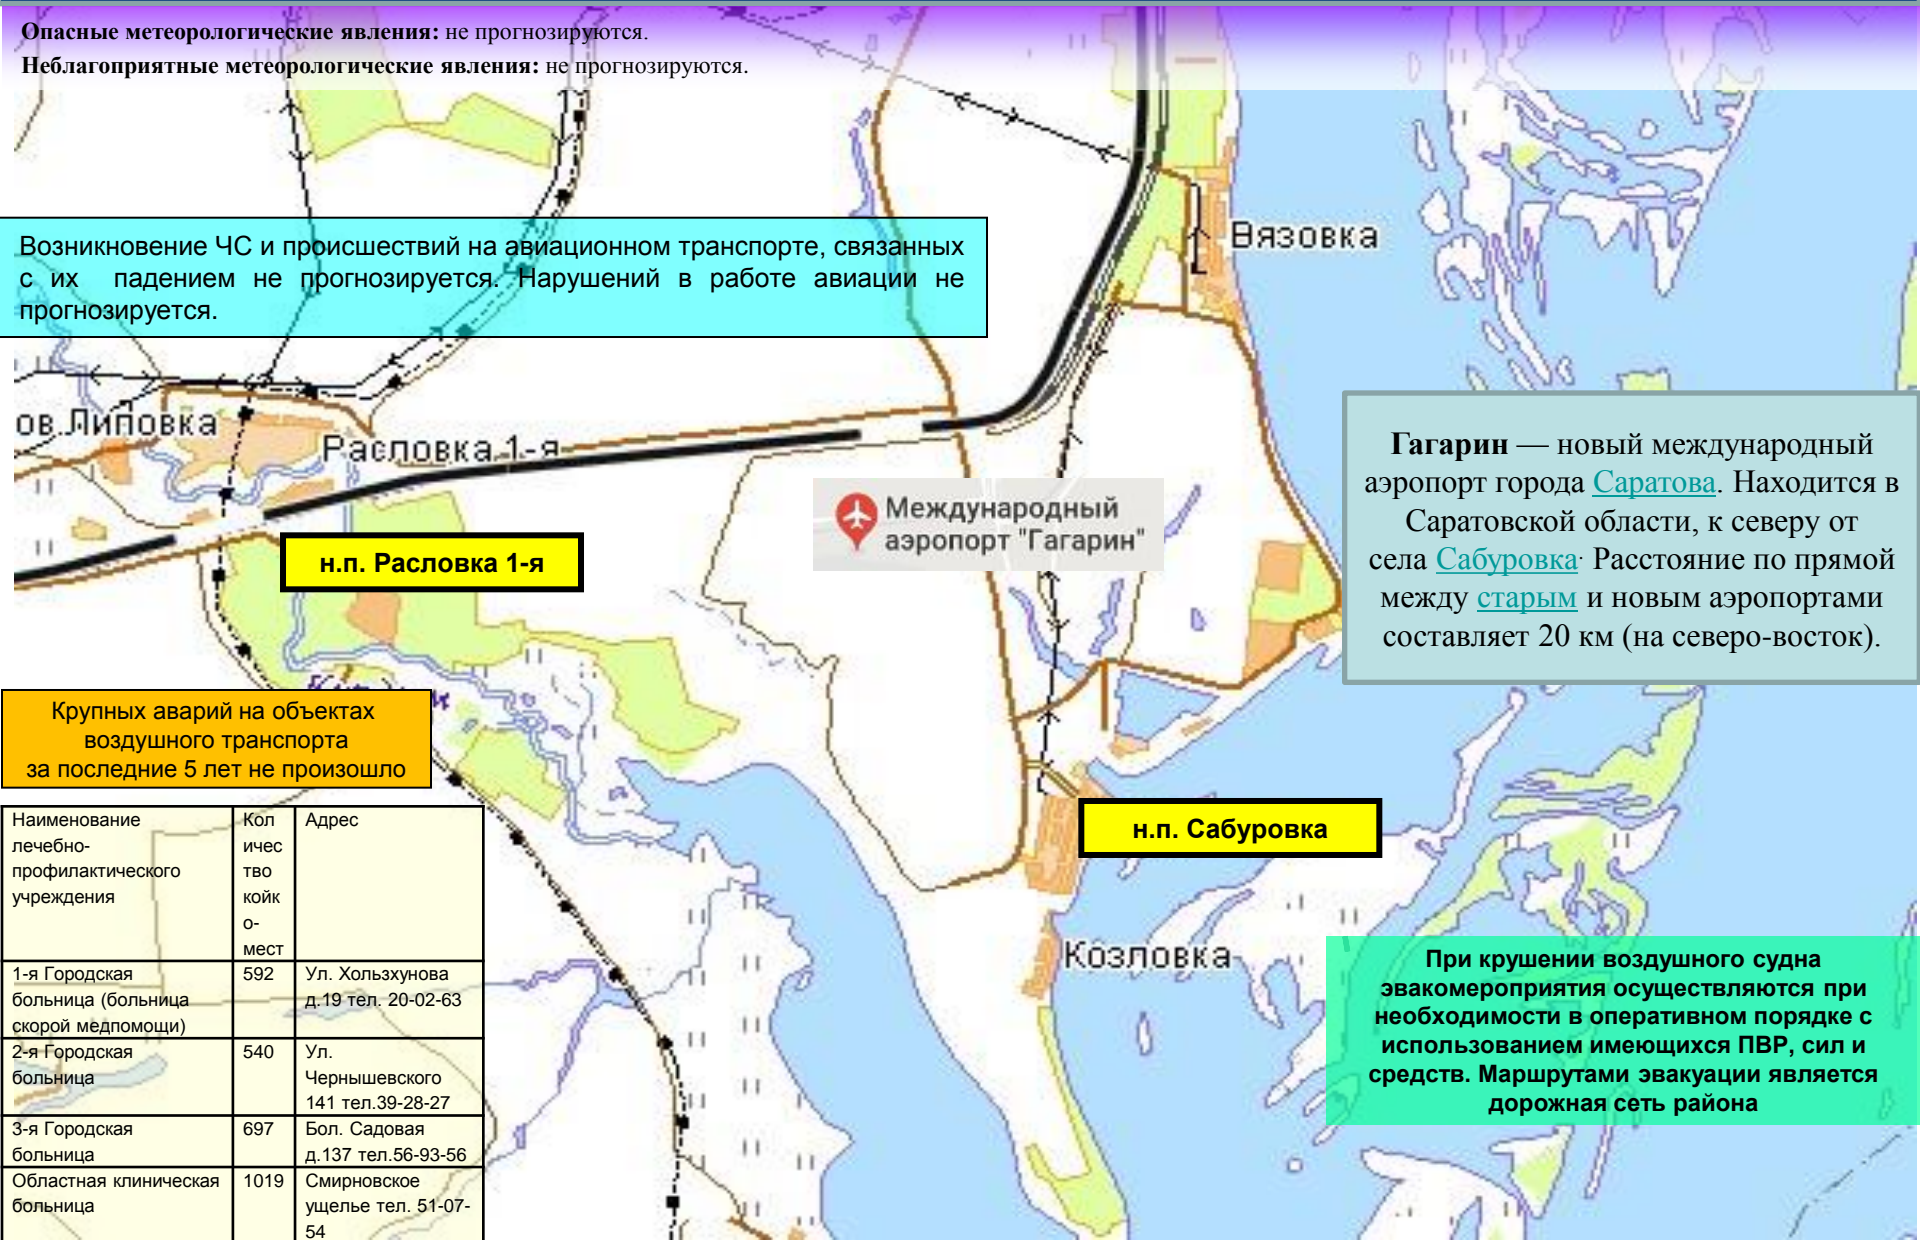 Опасные метеорологические явления: не прогнозируются.
Неблагоприятные метеорологические явления: не прогнозируются.
Возникновение ЧС и происшествий на авиационном транспорте, связанных
с их падением не прогнозируется. Нарушений в работе авиации не
прогнозируется.
Вязовка
ов.Липовка
Расловка 1-я
Международный
аэропорт "Гагарин"
Гагарин — новый международный
аэропорт города Саратова. Находится в
Саратовской области, к северу от
села Сабуровка. Расстояние по прямой
между старым и новым аэропортами
составляет 20 км (на северо-восток).
н.п. Расловка 1-я
Крупных аварий на объектах
воздушного транспорта
за последние 5 лет не произошло
н.п. Сабуровка
Козловка
Наименование
лечебно-
профилактического
учреждения
Кол
ичес
тво
койк
о-
мест
Адрес
1-я Городская
больница (больница
скорой медпомощи)
592
Ул. Хользхунова
д.19 тел. 20-02-63
2-я Городская
больница
540
Ул.
Чернышевского
141 тел.39-28-27
3-я Городская
больница
697
Бол. Садовая
д.137 тел.56-93-56
Областная клиническая
больница
1019
Смирновское
ущелье тел. 51-07-
54
При крушении воздушного судна
эвакомероприятия осуществляются при
необходимости в оперативном порядке с
использованием имеющихся ПВР, сил и
средств. Маршрутами эвакуации является
дорожная сеть района